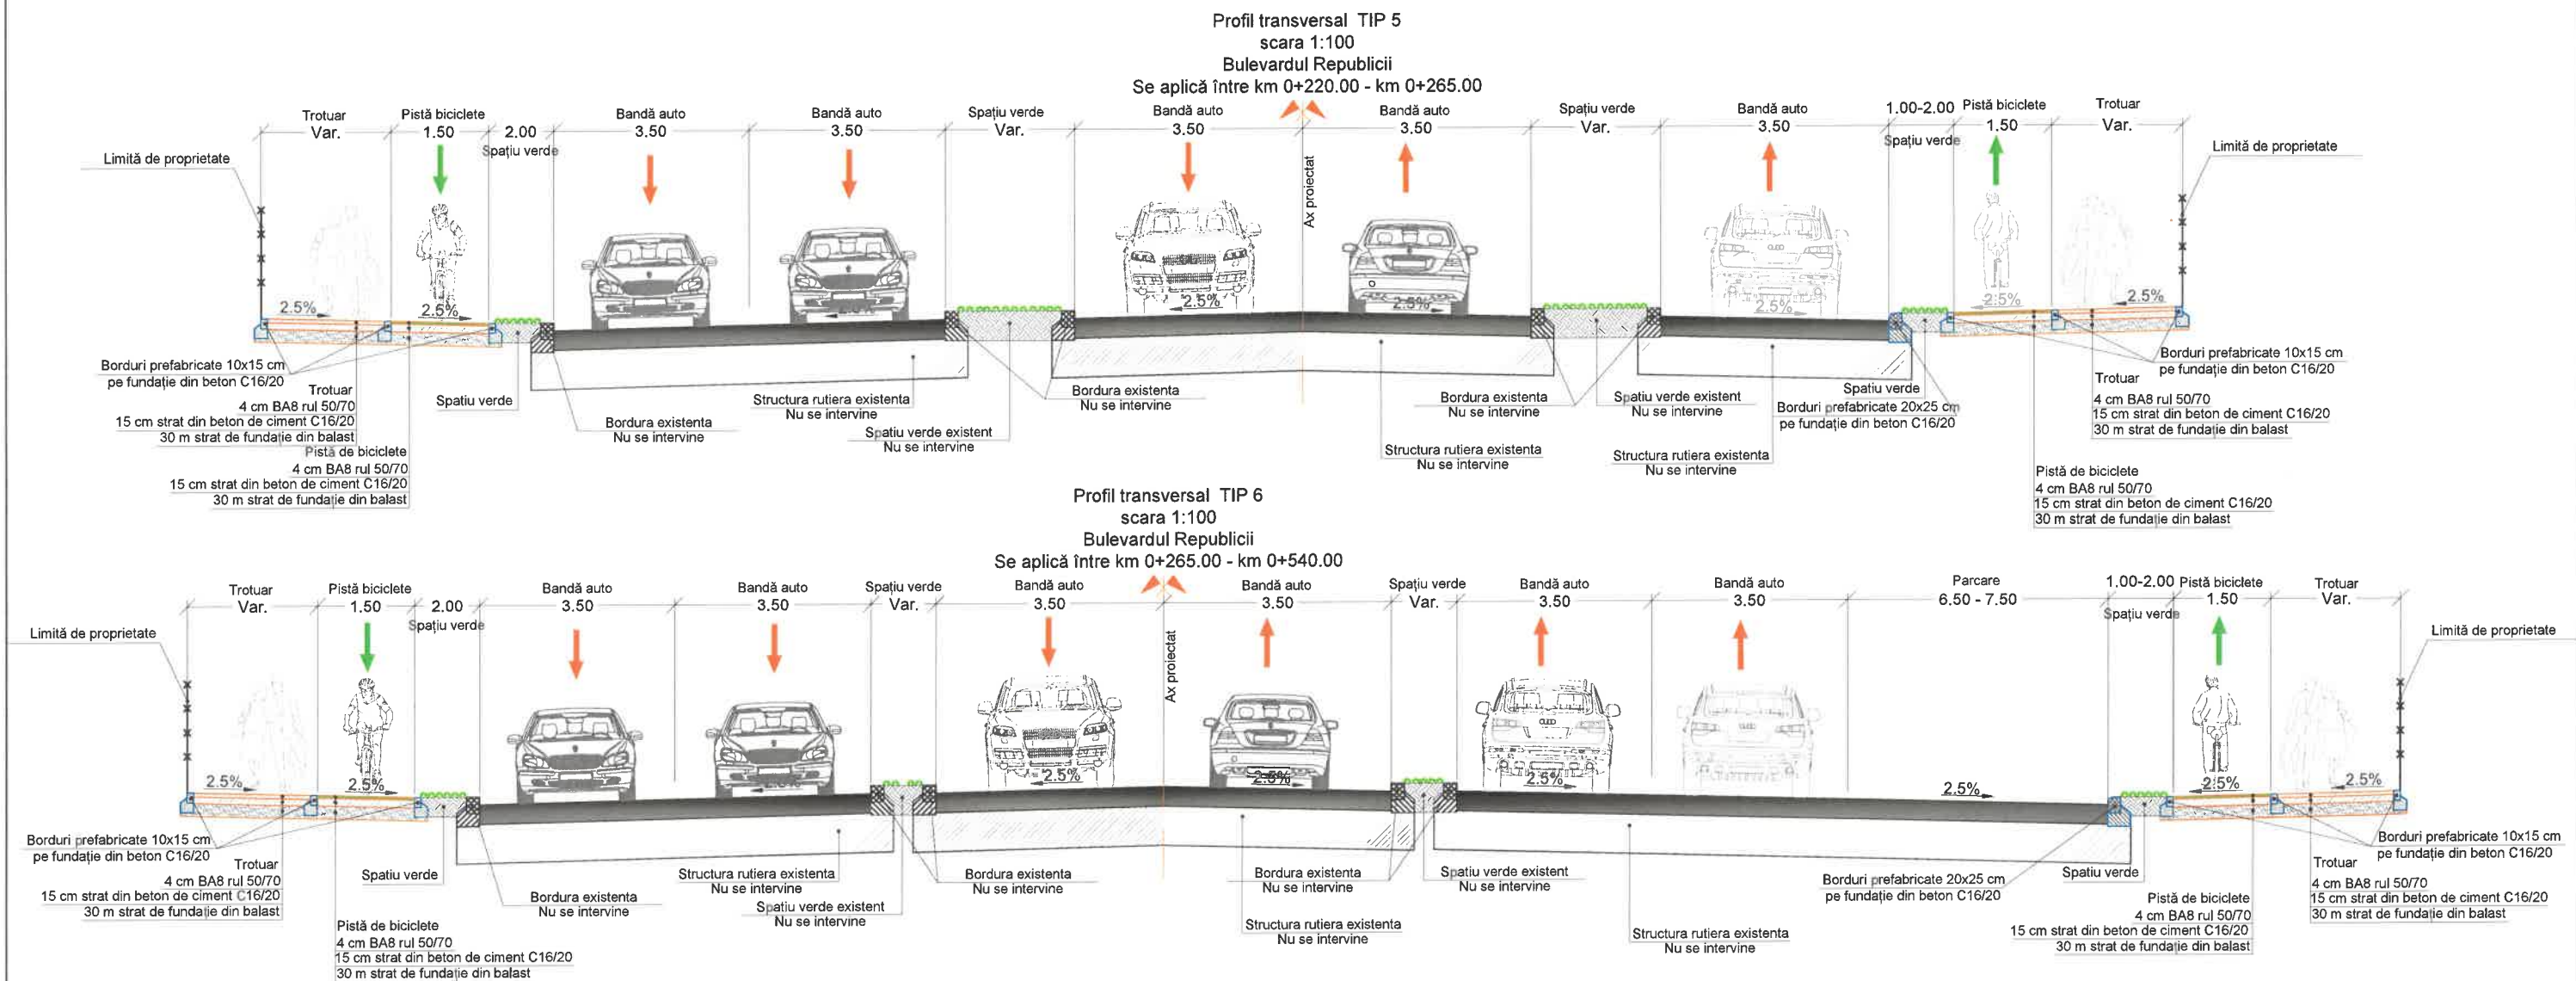 Profil transversal TIP 5
scara 1:100
Bulevardul Republicii
Se aplică între km 0+220.00 - km 0+265.00
Trotuar
Var.
Pistă biciclete
1.50
2.00
Spațiu verde
Bandă auto
3.50
Bandă auto
3.50
Spațiu verde
Var.
Bandă auto
3.50
Bandă auto
3.50
Spațiu verde
Var.
Bandă auto
3.50
1.00-2.00
Spațiu verde
Pistă biciclete
1.50
Trotuar
Var.
Limită de proprietate
Limită de proprietate
Ax proiectat
2.5%
2.5%
2.5%
2.5%
2.5%
2.5%
2.5%
Borduri prefabricate 10x15 cm
pe fundație din beton C16/20
Trotuar
4 cm BA8 rul 50/70
15 cm strat din beton de ciment C16/20
30 m strat de fundație din balast
Pistă de biciclete
4 cm BA8 rul 50/70
15 cm strat din beton de ciment C16/20
30 m strat de fundație din balast
Spatiu verde
Bordura existenta
Nu se intervine
Structura rutiera existenta
Nu se intervine
Spatiu verde existent
Nu se intervine
Bordura existenta
Nu se intervine
Structura rutiera existenta
Nu se intervine
Bordura existenta
Nu se intervine
Spatiu verde existent
Nu se intervine
Structura rutiera existenta
Nu se intervine
Spatiu verde
Borduri prefabricate 20x25 cm
pe fundație din beton C16/20
Borduri prefabricate 10x15 cm
pe fundație din beton C16/20
Trotuar
4 cm BA8 rul 50/70
15 cm strat din beton de ciment C16/20
30 m strat de fundație din balast
Pistă de biciclete
4 cm BA8 rul 50/70
15 cm strat din beton de ciment C16/20
30 m strat de fundație din balast
Profil transversal TIP 6
scara 1:100
Bulevardul Republicii
Se aplică între km 0+265.00 - km 0+540.00
Trotuar
Var.
Pistă biciclete
1.50
2.00
Spațiu verde
Bandă auto
3.50
Bandă auto
3.50
Spațiu verde
Var.
Bandă auto
3.50
Bandă auto
3.50
Spațiu verde
Var.
Bandă auto
3.50
Bandă auto
3.50
Parcare
6.50 - 7.50
1.00-2.00
Spațiu verde
Pistă biciclete
1.50
Trotuar
Var.
Limită de proprietate
Limită de proprietate
Ax proiectat
2.5%
2.5%
2.5%
2.5%
2.5%
2.5%
2.5%
2.5%
Borduri prefabricate 10x15 cm
pe fundație din beton C16/20
Trotuar
4 cm BA8 rul 50/70
15 cm strat din beton de ciment C16/20
30 m strat de fundație din balast
Pistă de biciclete
4 cm BA8 rul 50/70
15 cm strat din beton de ciment C16/20
30 m strat de fundație din balast
Spatiu verde
Bordura existenta
Nu se intervine
Structura rutiera existenta
Nu se intervine
Spatiu verde existent
Nu se intervine
Bordura existenta
Nu se intervine
Structura rutiera existenta
Nu se intervine
Bordura existenta
Nu se intervine
Spatiu verde existent
Nu se intervine
Structura rutiera existenta
Nu se intervine
Borduri prefabricate 20x25 cm
pe fundație din beton C16/20
Spatiu verde
Pistă de biciclete
4 cm BA8 rul 50/70
15 cm strat din beton de ciment C16/20
30 m strat de fundație din balast
Borduri prefabricate 10x15 cm
pe fundație din beton C16/20
Trotuar
4 cm BA8 rul 50/70
15 cm strat din beton de ciment C16/20
30 m strat de fundație din balast